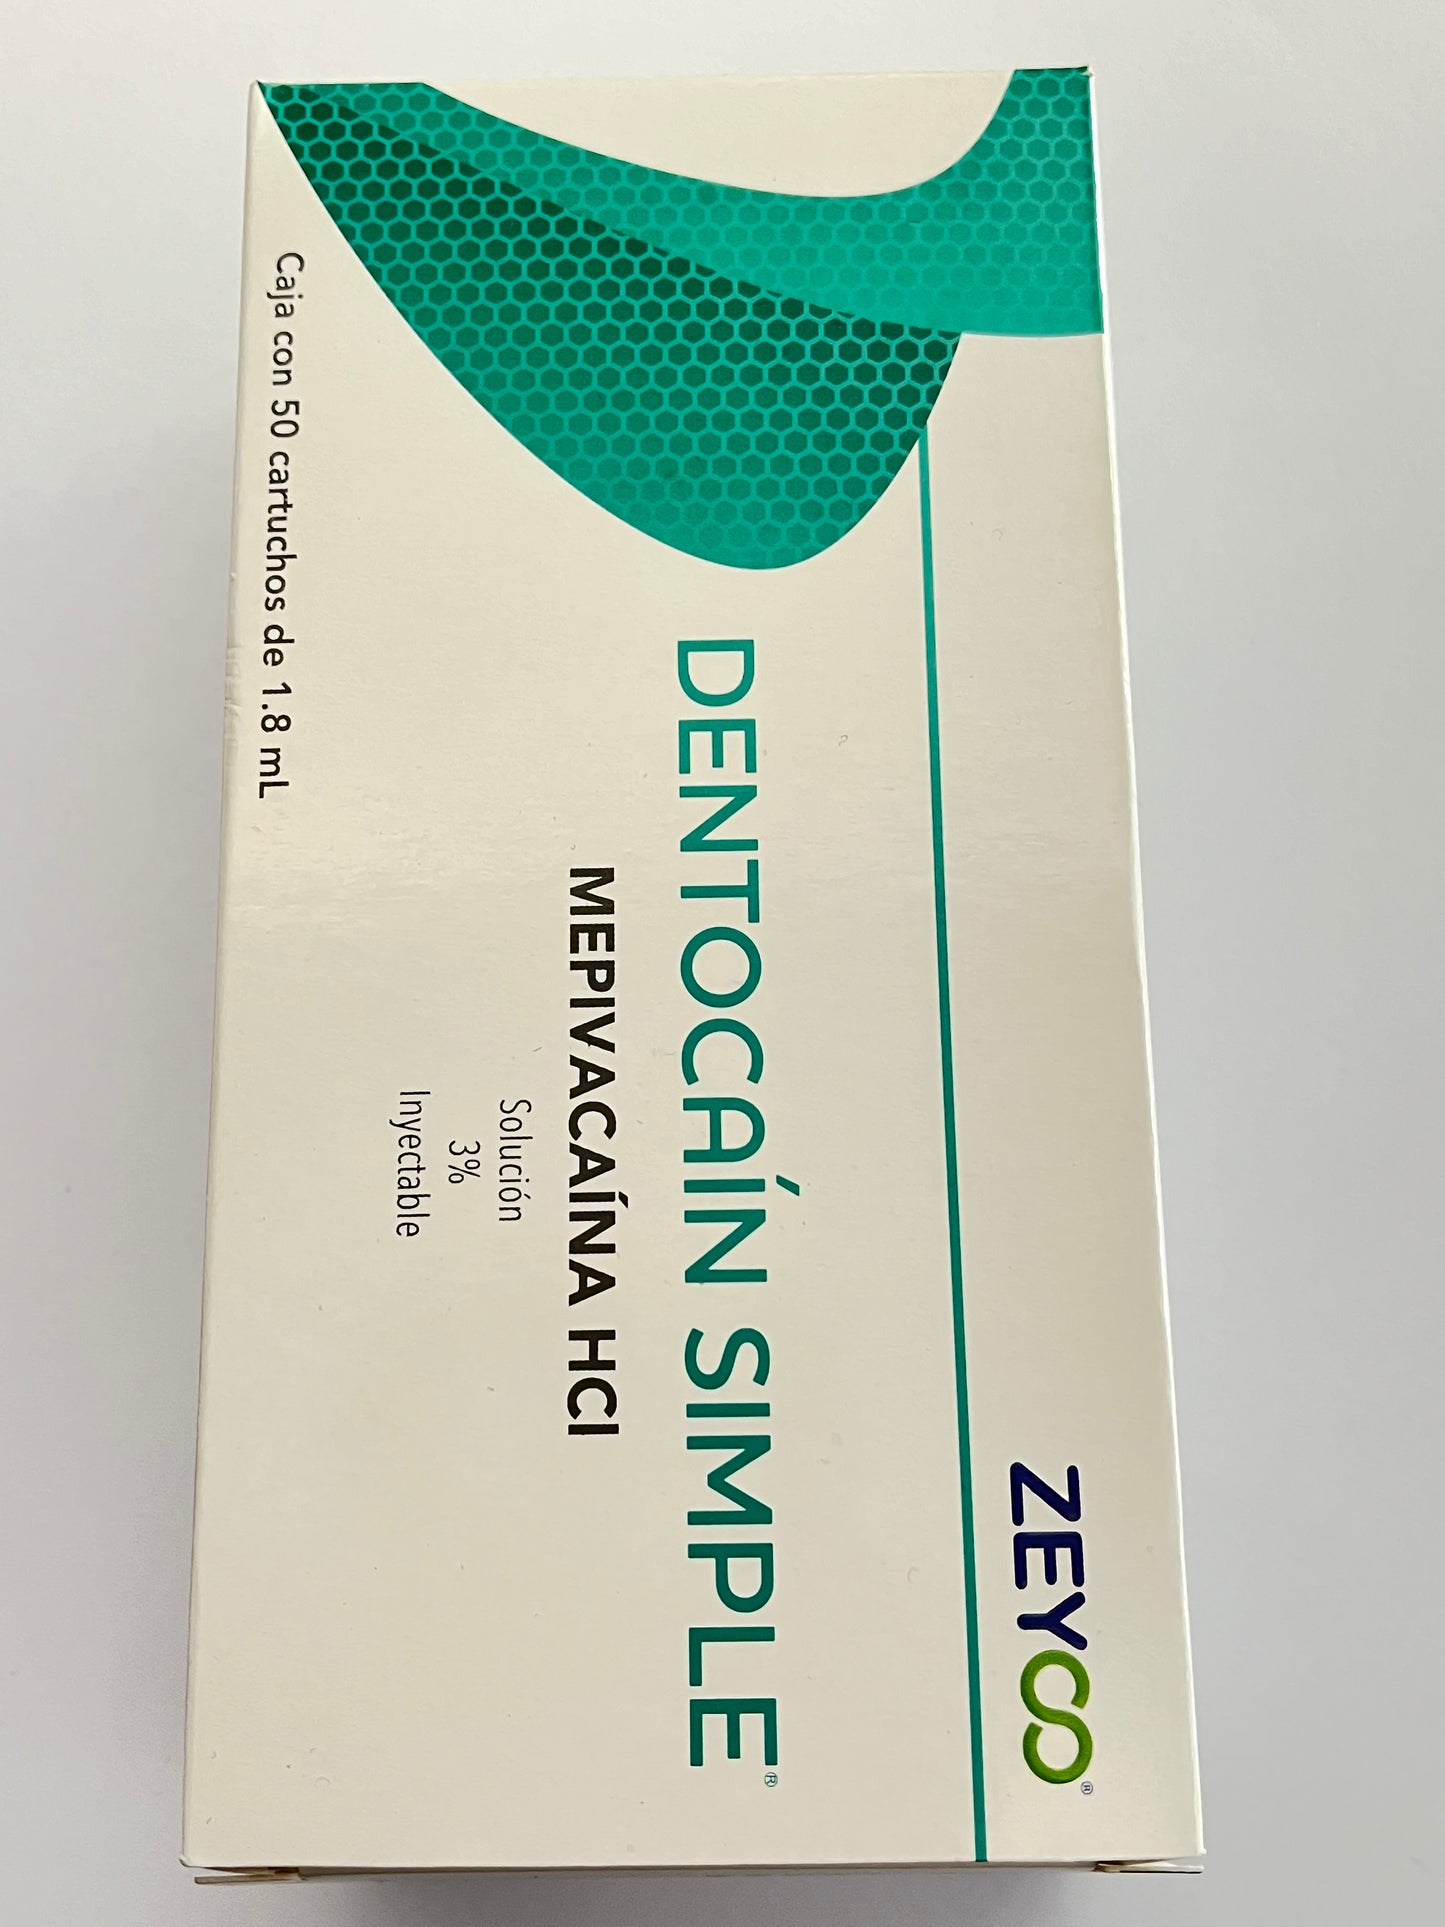 ZEYCO®
DENTOCAÍN SIMPLE®
MEPIVACAÍNA HCl
Solución
3%
Inyectable
Caja con 50 cartuchos de 1.8 mL